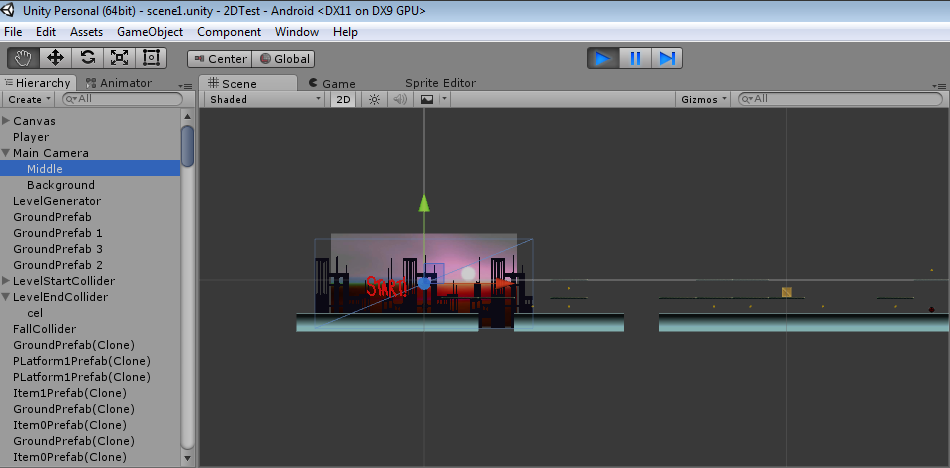 Unity Personal (64bit) - scene1.unity - 2DTest - Android <DX11 on DX9 GPU>
File Edit Assets GameObject Component Window Help
Center Global
Hierarchy Animator Scene Game Sprite Editor
Create All Shaded 2D Gizmos All
Canvas
Player
Main Camera
Middle
Background
LevelGenerator
GroundPrefab
GroundPrefab 1
GroundPrefab 3
GroundPrefab 2
LevelStartCollider
LevelEndCollider
cel
FallCollider
GroundPrefab(Clone)
PLatform1Prefab(Clone)
PLatform1Prefab(Clone)
Item1Prefab(Clone)
GroundPrefab(Clone)
Item0Prefab(Clone)
GroundPrefab(Clone)
Item0Prefab(Clone)
START!